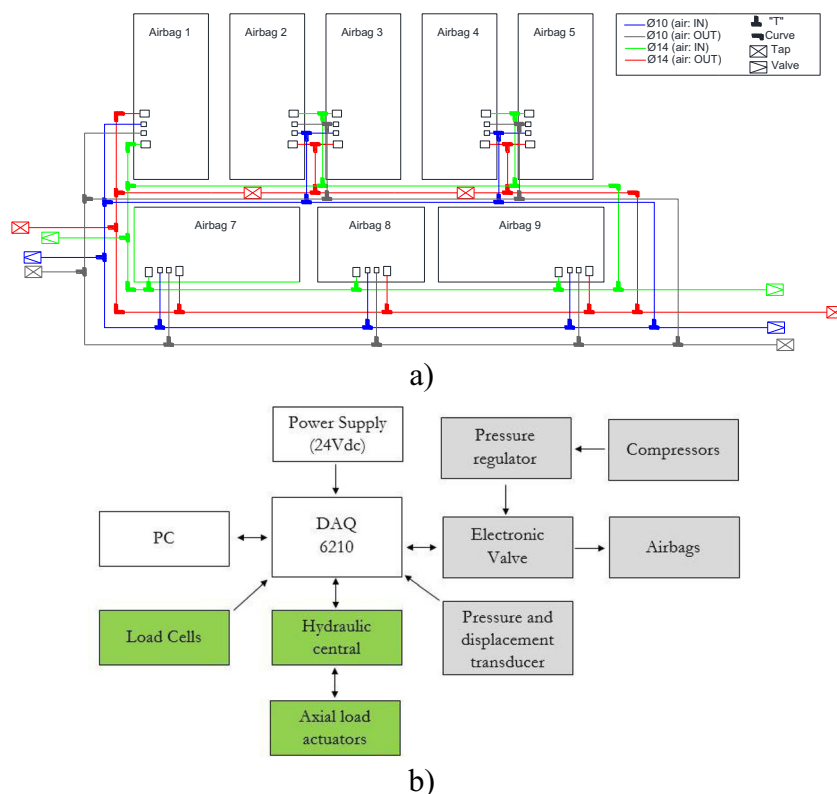 Airbag 1
Airbag 2
Airbag 3
Airbag 4
Airbag 5
Ø10 (air: IN)
Ø10 (air: OUT)
Ø14 (air: IN)
Ø14 (air: OUT)
"T"
Curve
Tap
Valve
Airbag 7
Airbag 8
Airbag 9
a)
Power Supply
(24Vdc)
Pressure
regulator
Compressors
PC
DAQ
6210
Electronic
Valve
Airbags
Load Cells
Hydraulic
central
Pressure and
displacement
transducer
Axial load
actuators
b)